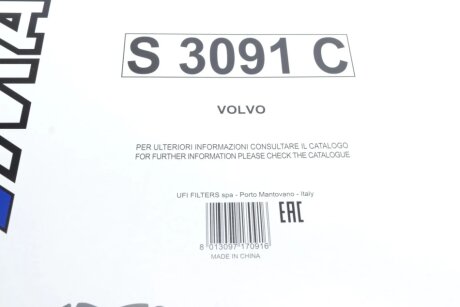 S 3091 C
VOLVO
PER ULTERIORI INFORMAZIONI CONSULTARE IL CATALOGO
FOR FURTHER INFORMATION PLEASE CHECK THE CATALOGUE
UFI FILTERS spa - Porto Mantovano - Italy
EAC
8 013097 170916
MADE IN CHINA